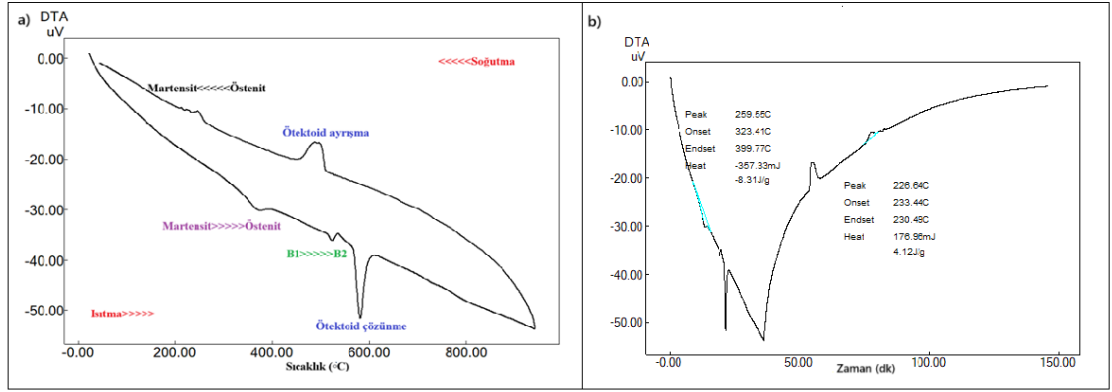 a)
DTA
uV
0.00
-10.00
-20.00
-30.00
-40.00
-50.00
<<<<<Soğutma
Martensit<<<<<Östenit
Ötektoid ayrışma
Martensit>>>>>Östenit
B1>>>>>B2
Isıtma>>>>>
Ötektoid çözünme
-0.00 200.00 400.00 600.00 800.00
Sıcaklık (°C)
b)
DTA
uV
0.00
-10.00
-20.00
-30.00
-40.00
-50.00
Peak 259.55C
Onset 323.41C
Endset 399.77C
Heat -357.33mJ
-8.31J/g
Peak 226.64C
Onset 233.44C
Endset 230.49C
Heat 176.96mJ
4.12J/g
-0.00 50.00 100.00 150.00
Zaman (dk)